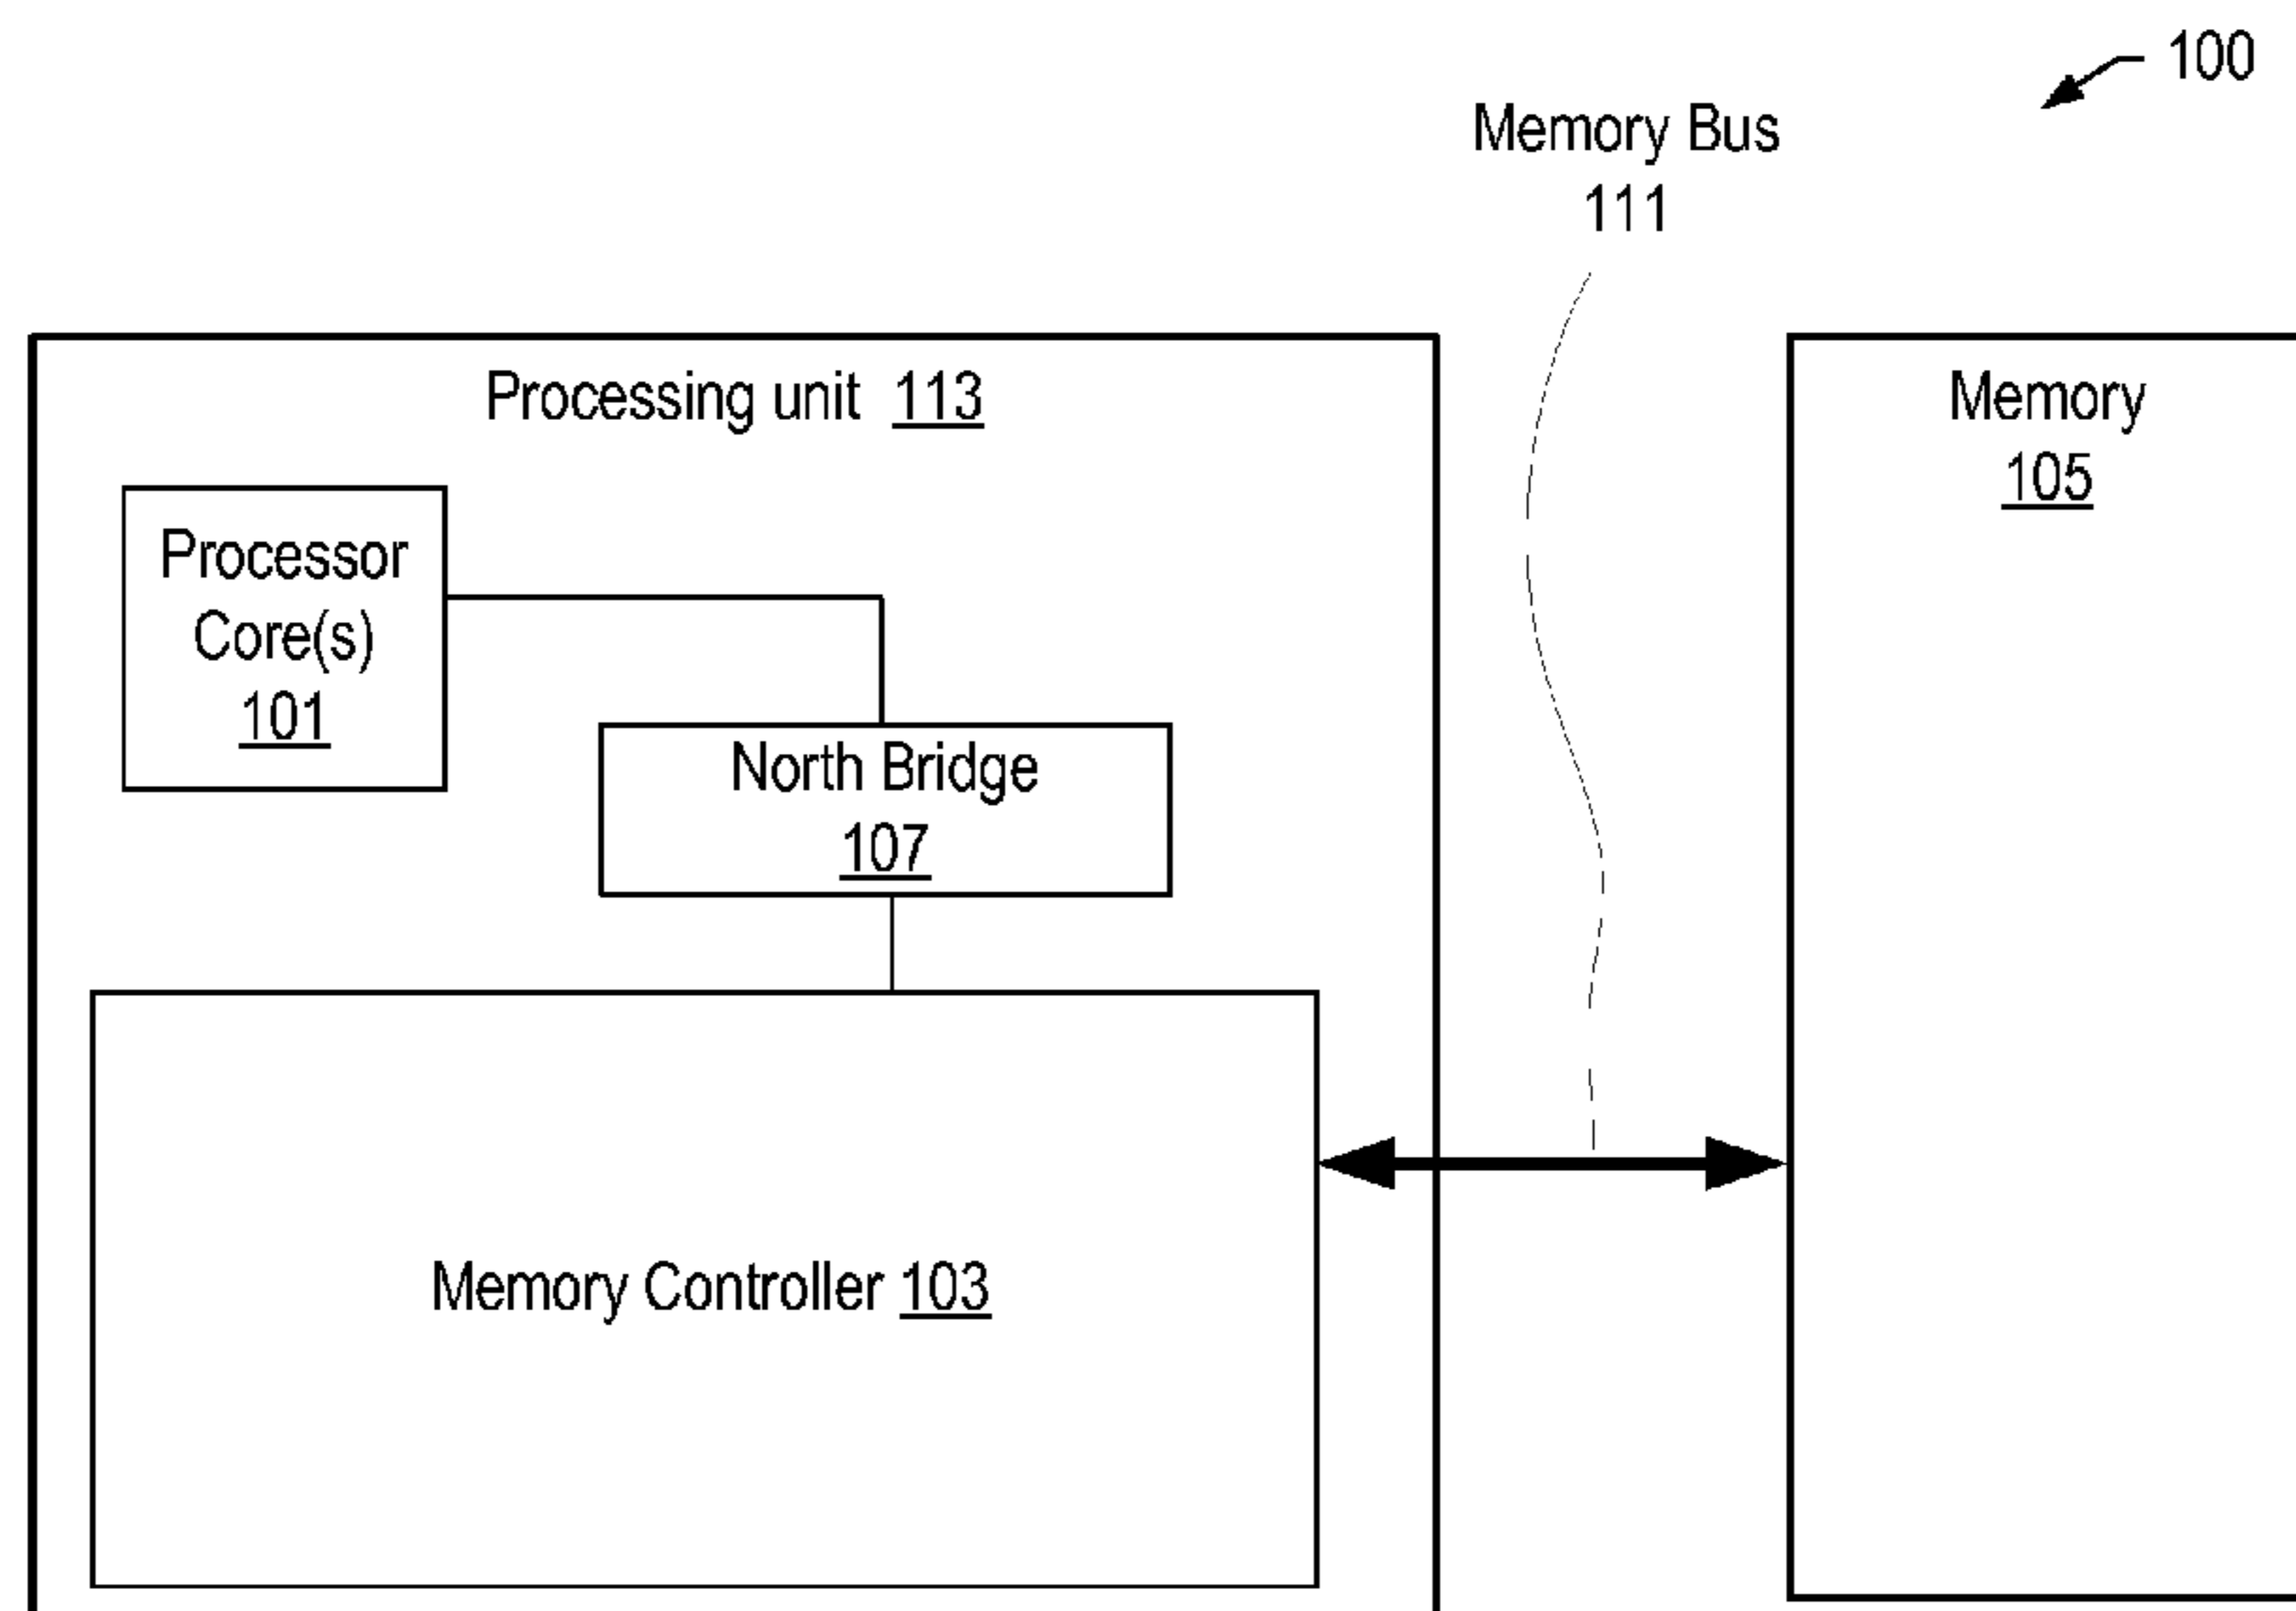 100
Memory Bus
111
Processing unit 113
Memory
105
Processor
Core(s)
101
North Bridge
107
Memory Controller 103